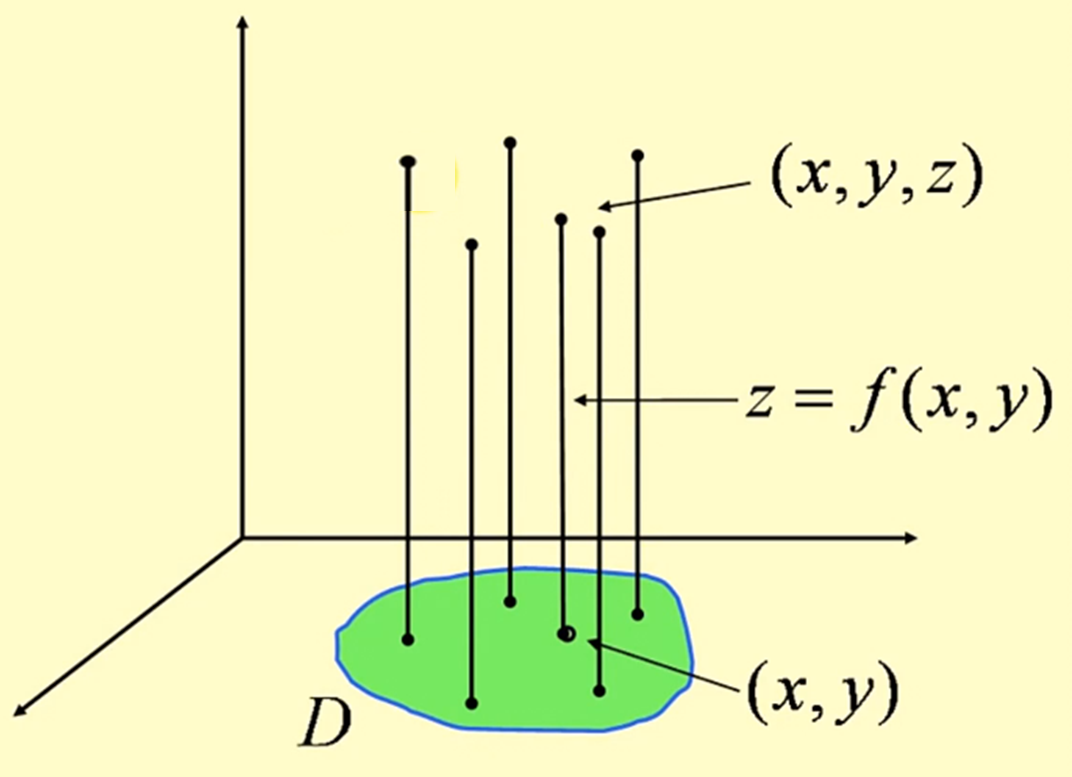 (x, y, z)
z = f(x, y)
(x, y)
D